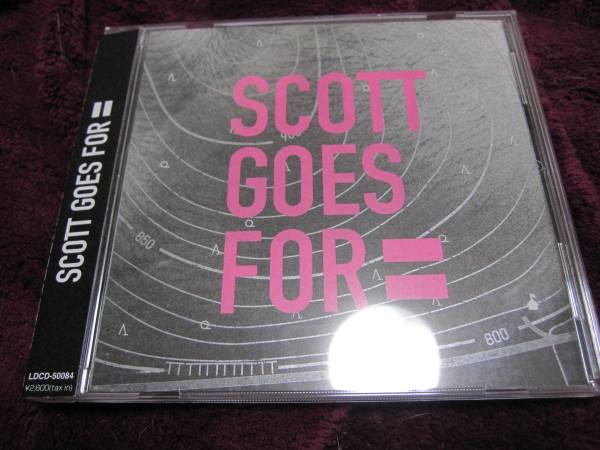 SCOTT
GOES
FOR=
SCOTT GOES FOR=
LDCD-50084
¥2,600(tax in)
850
800